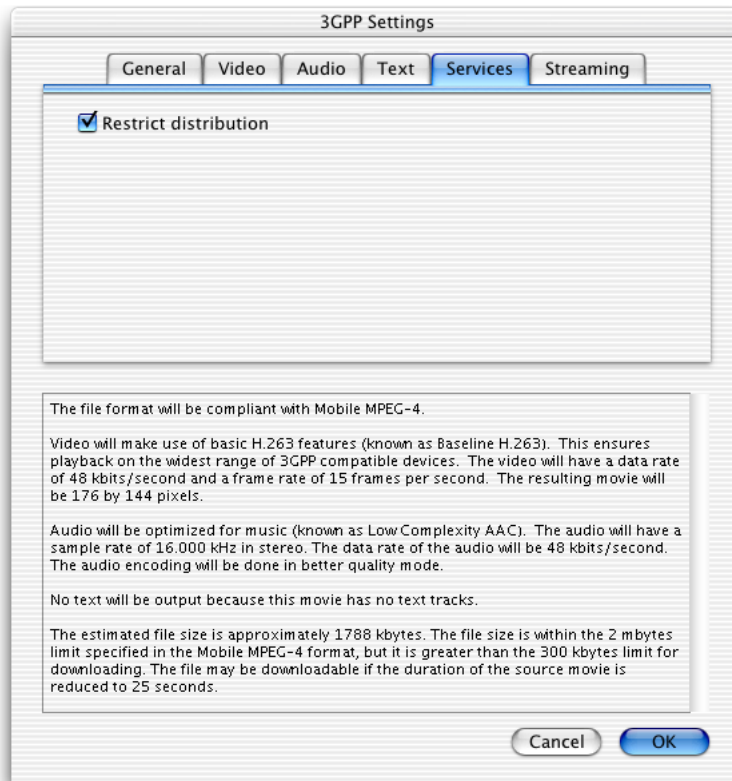 3GPP Settings
General Video Audio Text Services Streaming
Restrict distribution
The file format will be compliant with Mobile MPEG-4.
Video will make use of basic H.263 features (known as Baseline H.263).  This ensures
playback on the widest range of 3GPP compatible devices.  The video will have a data rate
of 48 kbits/second and a frame rate of 15 frames per second.  The resulting movie will
be 176 by 144 pixels.
Audio will be optimized for music (known as Low Complexity AAC).  The audio will have a
sample rate of 16.000 kHz in stereo. The data rate of the audio will be 48 kbits/second.
The audio encoding will be done in better quality mode.
No text will be output because this movie has no text tracks.
The estimated file size is approximately 1788 kbytes. The file size is within the 2 mbytes
limit specified in the Mobile MPEG-4 format, but it is greater than the 300 kbytes limit for
downloading. The file may be downloadable if the duration of the source movie is
reduced to 25 seconds.
Cancel OK